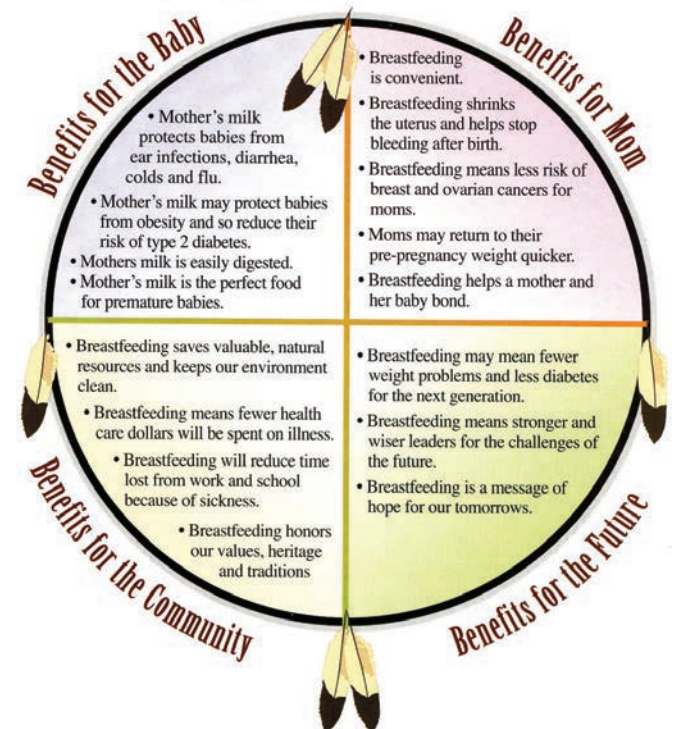 Benefits for the Baby
• Mother's milk
protects babies from
ear infections, diarrhea,
colds and flu.
• Mother's milk may protect babies
from obesity and so reduce their
risk of type 2 diabetes.
• Mothers milk is easily digested.
• Mother's milk is the perfect food
for premature babies.
Benefits for Mom
• Breastfeeding
is convenient.
• Breastfeeding shrinks
the uterus and helps stop
bleeding after birth.
• Breastfeeding means less risk of
breast and ovarian cancers for
moms.
• Moms may return to their
pre-pregnancy weight quicker.
• Breastfeeding helps a mother and
her baby bond.
• Breastfeeding saves valuable, natural
resources and keeps our environment
clean.
• Breastfeeding means fewer health
care dollars will be spent on illness.
• Breastfeeding will reduce time
lost from work and school
because of sickness.
• Breastfeeding honors
our values, heritage
and traditions
Benefits for the Community
• Breastfeeding may mean fewer
weight problems and less diabetes
for the next generation.
• Breastfeeding means stronger and
wiser leaders for the challenges of
the future.
• Breastfeeding is a message of
hope for our tomorrows.
Benefits for the Future